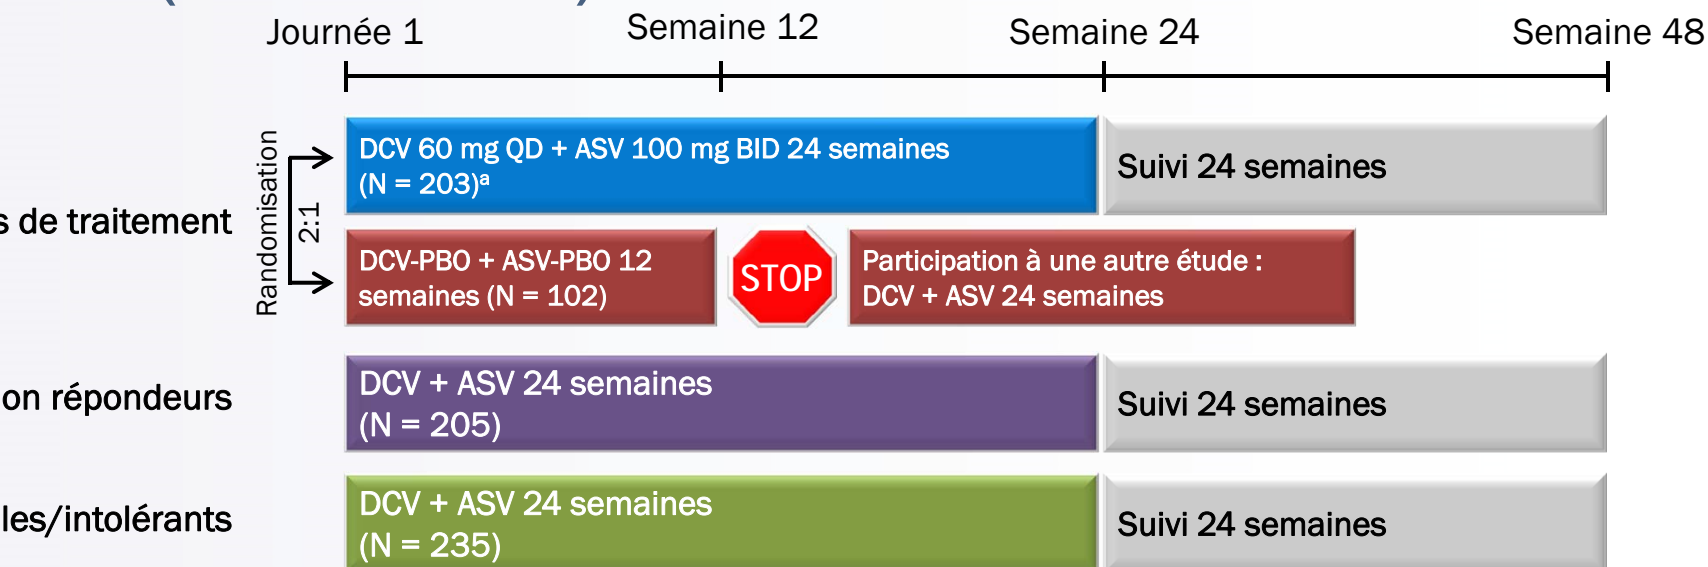 Journée 1
Semaine 12
Semaine 24
Semaine 48
Randomisation
2:1
DCV 60 mg QD + ASV 100 mg BID 24 semaines
(N = 203)ª
Suivi 24 semaines
de traitement
DCV-PBO + ASV-PBO 12
semaines (N = 102)
STOP
Participation à une autre étude :
DCV + ASV 24 semaines
répondeurs
DCV + ASV 24 semaines
(N = 205)
Suivi 24 semaines
les/intolérants
DCV + ASV 24 semaines
(N = 235)
Suivi 24 semaines